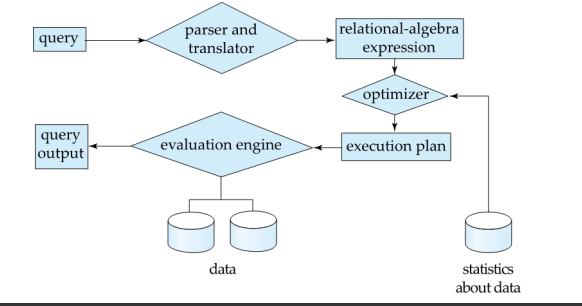 query
parser and
translator
relational-algebra
expression
optimizer
query
output
evaluation engine
execution plan
data
statistics
about data